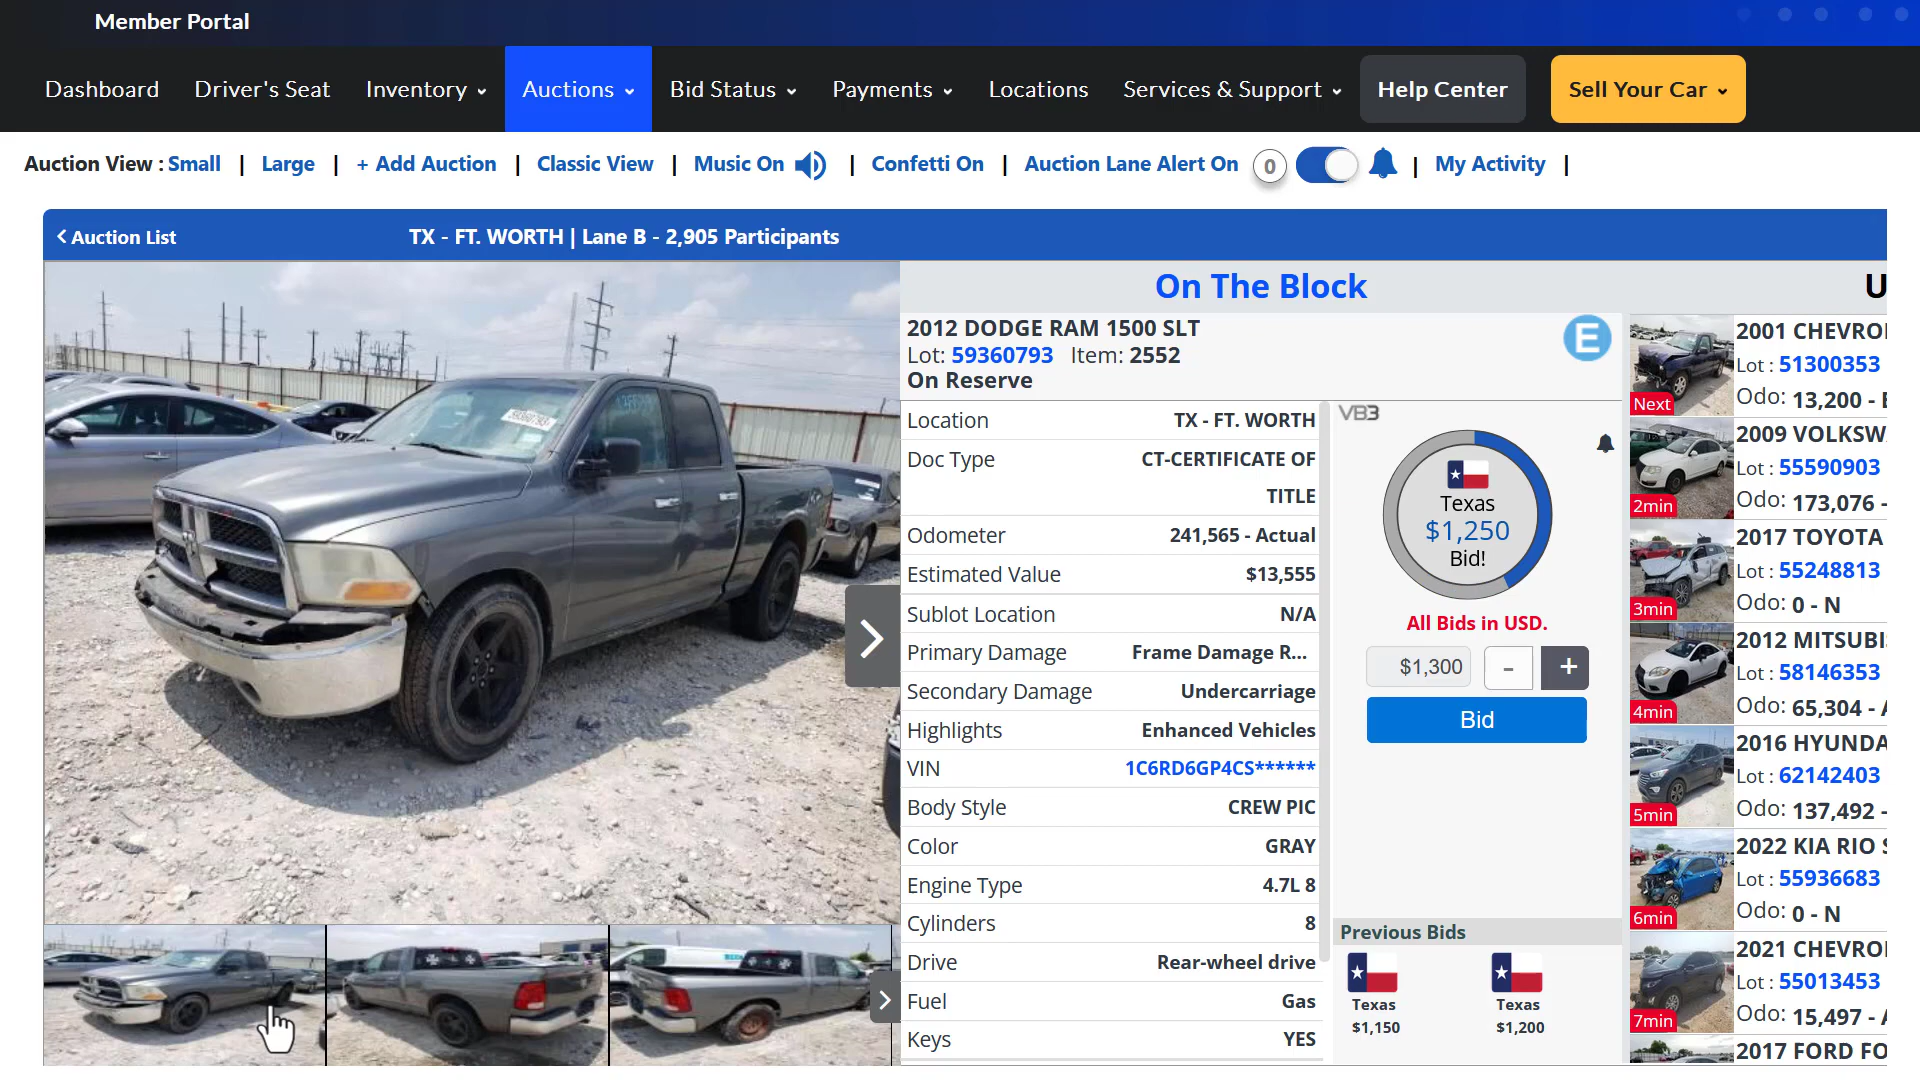 Member Portal
Dashboard Driver's Seat Inventory Auctions Bid Status Payments Locations Services & Support Help Center Sell Your Car
Auction View : Small | Large | + Add Auction | Classic View | Music On | Confetti On | Auction Lane Alert On 0 | My Activity |
Auction List TX - FT. WORTH | Lane B - 2,905 Participants
On The Block
U
2012 DODGE RAM 1500 SLT
Lot: 59360793 Item: 2552
On Reserve
E
Location TX - FT. WORTH
Doc Type CT-CERTIFICATE OF
TITLE
Odometer 241,565 - Actual
Estimated Value $13,555
Sublot Location N/A
Primary Damage Frame Damage R...
Secondary Damage Undercarriage
Highlights Enhanced Vehicles
VIN 1C6RD6GP4CS******
Body Style CREW PIC
Color GRAY
Engine Type 4.7L 8
Cylinders 8
Drive Rear-wheel drive
Fuel Gas
Keys YES
VB3
Texas
$1,250
Bid!
All Bids in USD.
$1,300 - +
Bid
Previous Bids
Texas Texas
$1,150 $1,200
2001 CHEVRO
Lot : 51300353
Next Odo: 13,200 -
2009 VOLKSW
Lot : 55590903
2min Odo: 173,076 -
2017 TOYOTA
Lot : 55248813
3min Odo: 0 - N
2012 MITSUBI
Lot : 58146353
4min Odo: 65,304 -
2016 HYUNDA
Lot : 62142403
5min Odo: 137,492 -
2022 KIA RIO
Lot : 55936683
6min Odo: 0 - N
2021 CHEVRO
Lot : 55013453
7min Odo: 15,497 -
2017 FORD FO